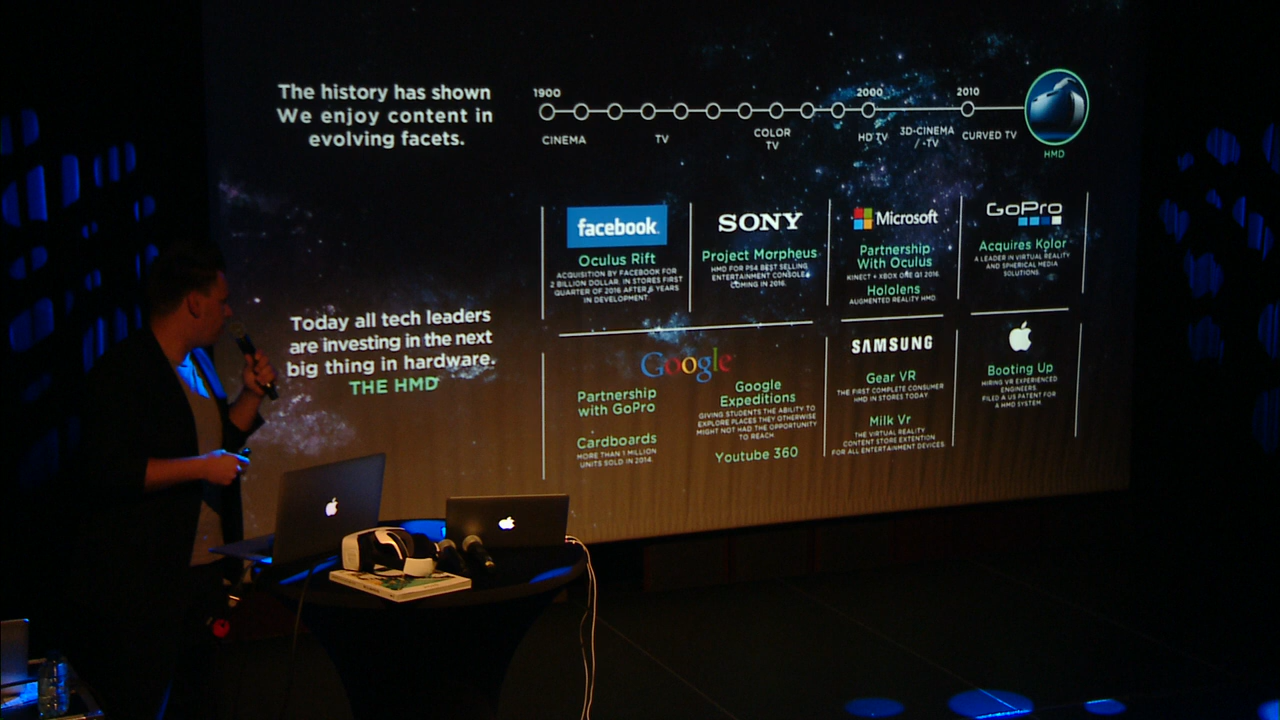 The history has shown
We enjoy content in
evolving facets.
1900
2000
2010
CINEMA
TV
COLOR
TV
HD TV
3D-CINEMA
/ -TV
CURVED TV
HMD
facebook
Oculus Rift
ACQUISITION BY FACEBOOK FOR
2 BILLION DOLLAR. IN STORES FIRST
QUARTER OF 2016 AFTER 6 YEARS
IN DEVELOPMENT.
SONY
Project Morpheus
HMD FOR PS4 BEST SELLING
ENTERTAINMENT CONSOLE.
COMING IN 2016.
Microsoft
Partnership
With Oculus
KINECT + XBOX ONE Q1 2016.
Hololens
AUGMENTED REALITY HMD
GoPro
Acquires Kolor
A LEADER IN VIRTUAL REALITY
AND SPHERICAL MEDIA
SOLUTIONS.
Today all tech leaders
are investing in the next
big thing in hardware.
THE HMD
Google
Partnership
with GoPro
Cardboards
MORE THAN 1 MILLION
UNITS SOLD IN 2014.
Google
Expeditions
GIVING STUDENTS THE ABILITY TO
EXPLORE PLACES THEY OTHERWISE
MIGHT NOT HAD THE OPPORTUNITY
TO REACH.
Youtube 360
SAMSUNG
Gear VR
THE FIRST COMPLETE CONSUMER
HMD IN STORES TODAY.
Milk Vr
THE VIRTUAL REALITY
CONTENT STORE EXTENTION
FOR ALL ENTERTAINMENT DEVICES.
Booting Up
HIRING VR EXPERIENCED
ENGINEERS.
FILED A US PATENT FOR
A HMD SYSTEM.